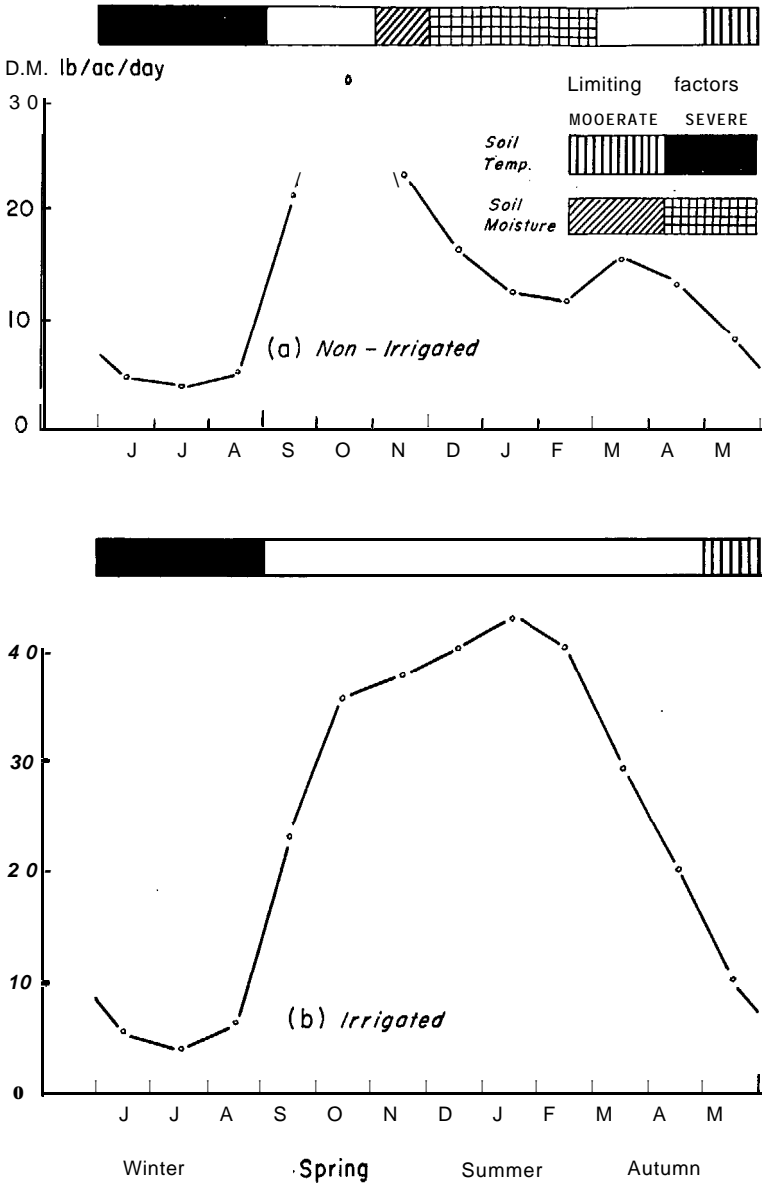 D.M. lb/ac/day
Limiting factors
MOOERATE SEVERE
Soil Temp.
Soil Moisture
30
20
10
0
(a) Non - Irrigated
J J A S O N D J F M A M
40
30
20
10
0
(b) Irrigated
J J A S O N D J F M A M
Winter Spring Summer Autumn